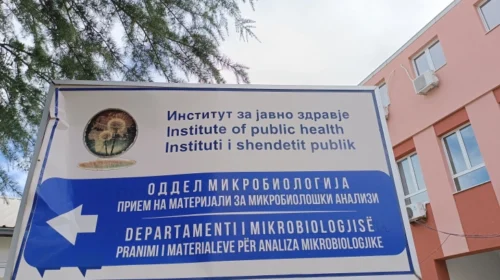 Институт за јавно здравје
Institute of public health
Instituti i shendetit publik
ОДДЕЛ МИКРОБИОЛОГИЈА
ПРИЕМ НА МАТЕРИЈАЛИ ЗА МИКРОБИОЛОШКИ АНАЛИЗИ
DEPARTAMENTI I MIKROBIOLOGJISË
PRANIMI I MATERIALEVE PËR ANALIZA MIKROBIOLOGJIKE